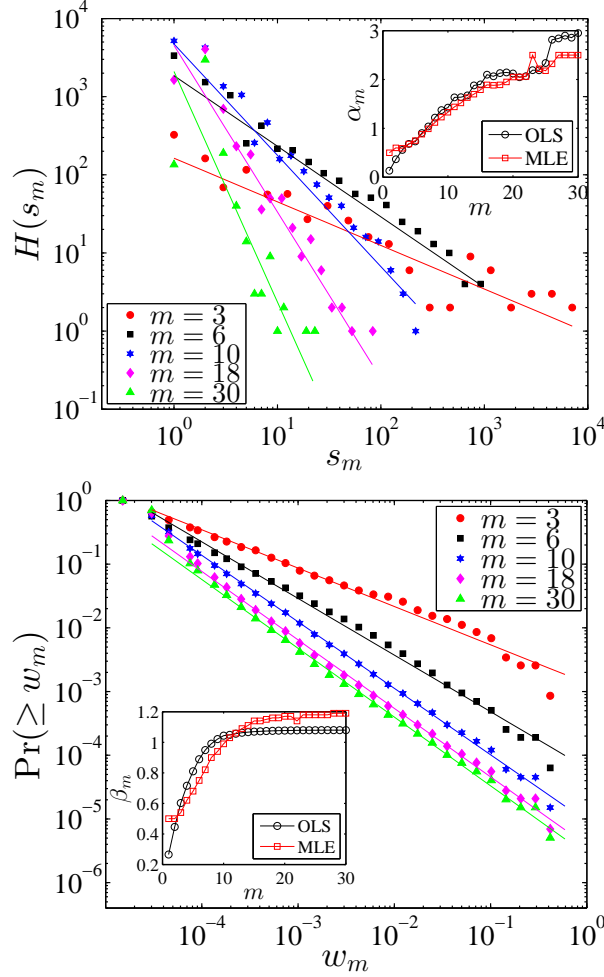 10^5
10^4
10^3
10^2
10^1
10^0
10^{-1}
H(s_m)
10^0 10^1 10^2 10^3 10^4
s_m
m = 3
m = 6
m = 10
m = 18
m = 30
3
2
1
0
α_m
0 10 20 30
m
OLS
MLE
10^0
10^{-1}
10^{-2}
10^{-3}
10^{-4}
10^{-5}
10^{-6}
Pr(≥ w_m)
10^{-4} 10^{-3} 10^{-2} 10^{-1} 10^0
w_m
m = 3
m = 6
m = 10
m = 18
m = 30
1.2
1.0
0.8
0.6
0.4
0.2
β_m
0 10 20 30
m
OLS
MLE